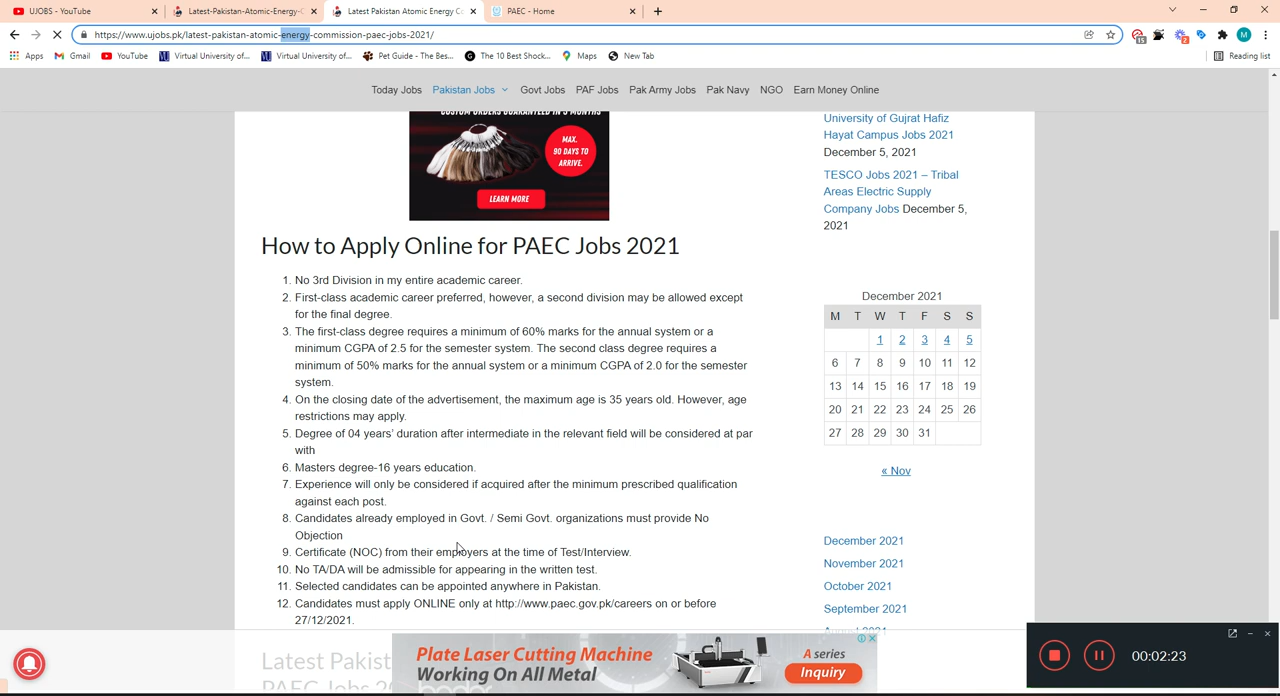 UJOBS - YouTube
Latest-Pakistan-Atomic-Energy-C
Latest Pakistan Atomic Energy Co
PAEC - Home
https://www.ujobs.pk/latest-pakistan-atomic-energy-commission-paec-jobs-2021/
Apps
Gmail
YouTube
Virtual University of...
Virtual University of...
Pet Guide - The Bes...
The 10 Best Shock...
Maps
New Tab
Reading list
Today Jobs
Pakistan Jobs
Govt Jobs
PAF Jobs
Pak Army Jobs
Pak Navy
NGO
Earn Money Online
CUSTOM ORDERS GUARANTEED IN 3 MONTHS
MAX.
90 DAYS TO
ARRIVE.
LEARN MORE
How to Apply Online for PAEC Jobs 2021
1. No 3rd Division in my entire academic career.
2. First-class academic career preferred, however, a second division may be allowed except
for the final degree.
3. The first-class degree requires a minimum of 60% marks for the annual system or a
minimum CGPA of 2.5 for the semester system. The second class degree requires a
minimum of 50% marks for the annual system or a minimum CGPA of 2.0 for the semester
system.
4. On the closing date of the advertisement, the maximum age is 35 years old. However, age
restrictions may apply.
5. Degree of 04 years' duration after intermediate in the relevant field will be considered at par
with
6. Masters degree-16 years education.
7. Experience will only be considered if acquired after the minimum prescribed qualification
against each post.
8. Candidates already employed in Govt. / Semi Govt. organizations must provide No
Objection
9. Certificate (NOC) from their employers at the time of Test/Interview.
10. No TA/DA will be admissible for appearing in the written test.
11. Selected candidates can be appointed anywhere in Pakistan.
12. Candidates must apply ONLINE only at http://www.paec.gov.pk/careers on or before
27/12/2021.
Latest Pakist
PAEC Jobs 20
University of Gujrat Hafiz
Hayat Campus Jobs 2021
December 5, 2021
TESCO Jobs 2021 – Tribal
Areas Electric Supply
Company Jobs December 5,
2021
December 2021
M T W T F S S
1 2 3 4 5
6 7 8 9 10 11 12
13 14 15 16 17 18 19
20 21 22 23 24 25 26
27 28 29 30 31
« Nov
December 2021
November 2021
October 2021
September 2021
August 2021
Plate Laser Cutting Machine
Working On All Metal
A series
Inquiry
00:02:23